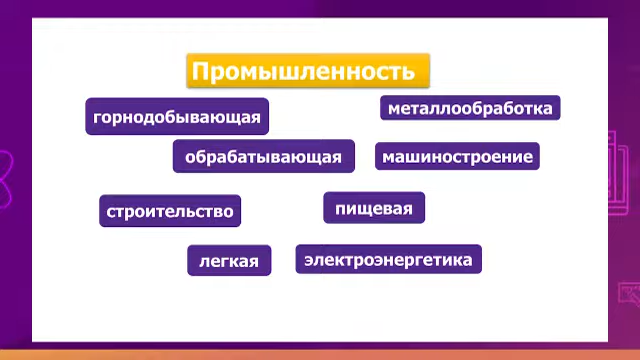 Промышленность
горнодобывающая
металлообработка
обрабатывающая
машиностроение
строительство
пищевая
легкая
электроэнергетика